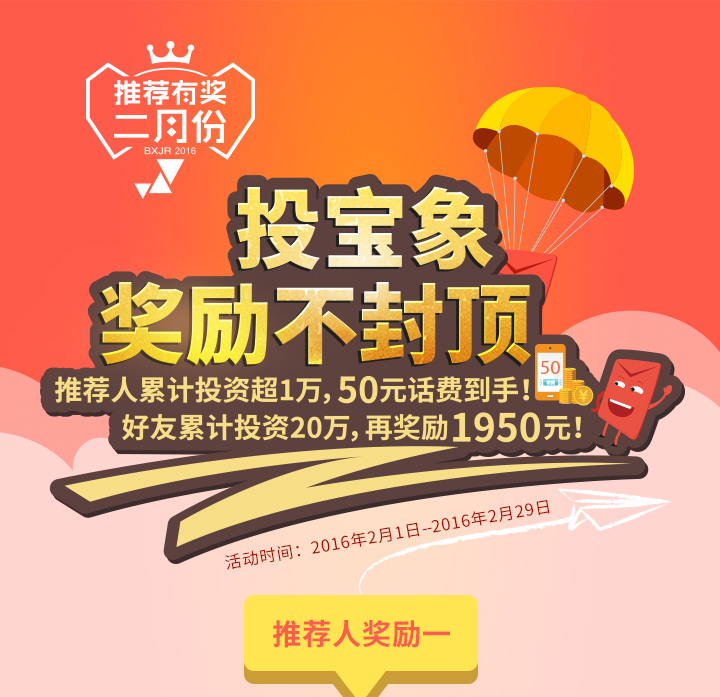 推荐有奖
二月份
BXJR 2016
投宝象
奖励不封顶
推荐人累计投资超1万，50元话费到手！
50
好友累计投资20万，再奖励1950元！
活动时间：2016年2月1日--2016年2月29日
推荐人奖励一